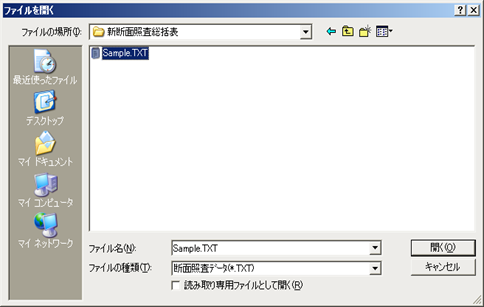 ファイルを開く
ファイルの場所(I):
新断面照査総括表
Sample.TXT
最近使ったファイル
デスクトップ
マイ ドキュメント
マイ コンピュータ
マイ ネットワーク
ファイル名(N):
Sample.TXT
開く(O)
ファイルの種類(T):
断面照査データ(*.TXT)
キャンセル
読み取り専用ファイルとして開く(R)